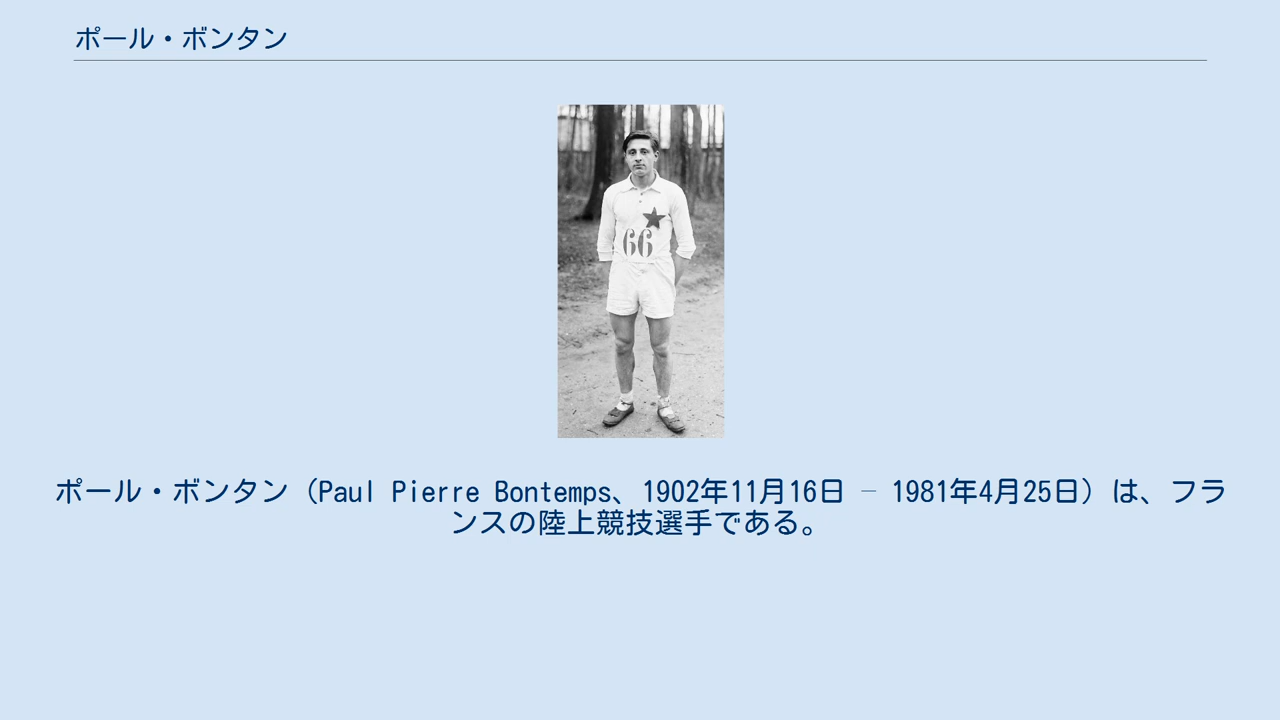 ポール・ボンタン
66
ポール・ボンタン（Paul Pierre Bontemps、1902年11月16日 – 1981年4月25日）は、フラ
ンスの陸上競技選手である。